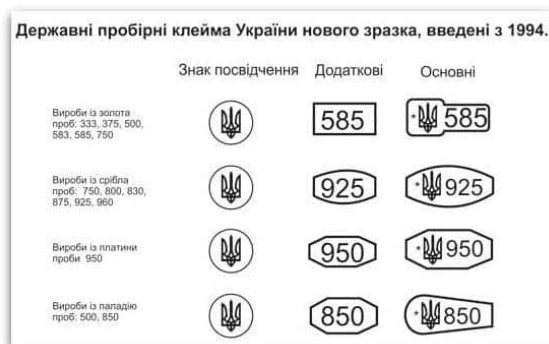 Державні пробірні клейма України нового зразка, введені з 1994.
Знак посвідчення Додаткові Основні
Вироби із золота
проб: 333, 375, 500,
583, 585, 750
585 585
Вироби із срібла
проб: 750, 800, 830,
875, 925, 960
925 925
Вироби із платини
проби 950
950 950
Вироби із паладію
проб: 500, 850
850 850